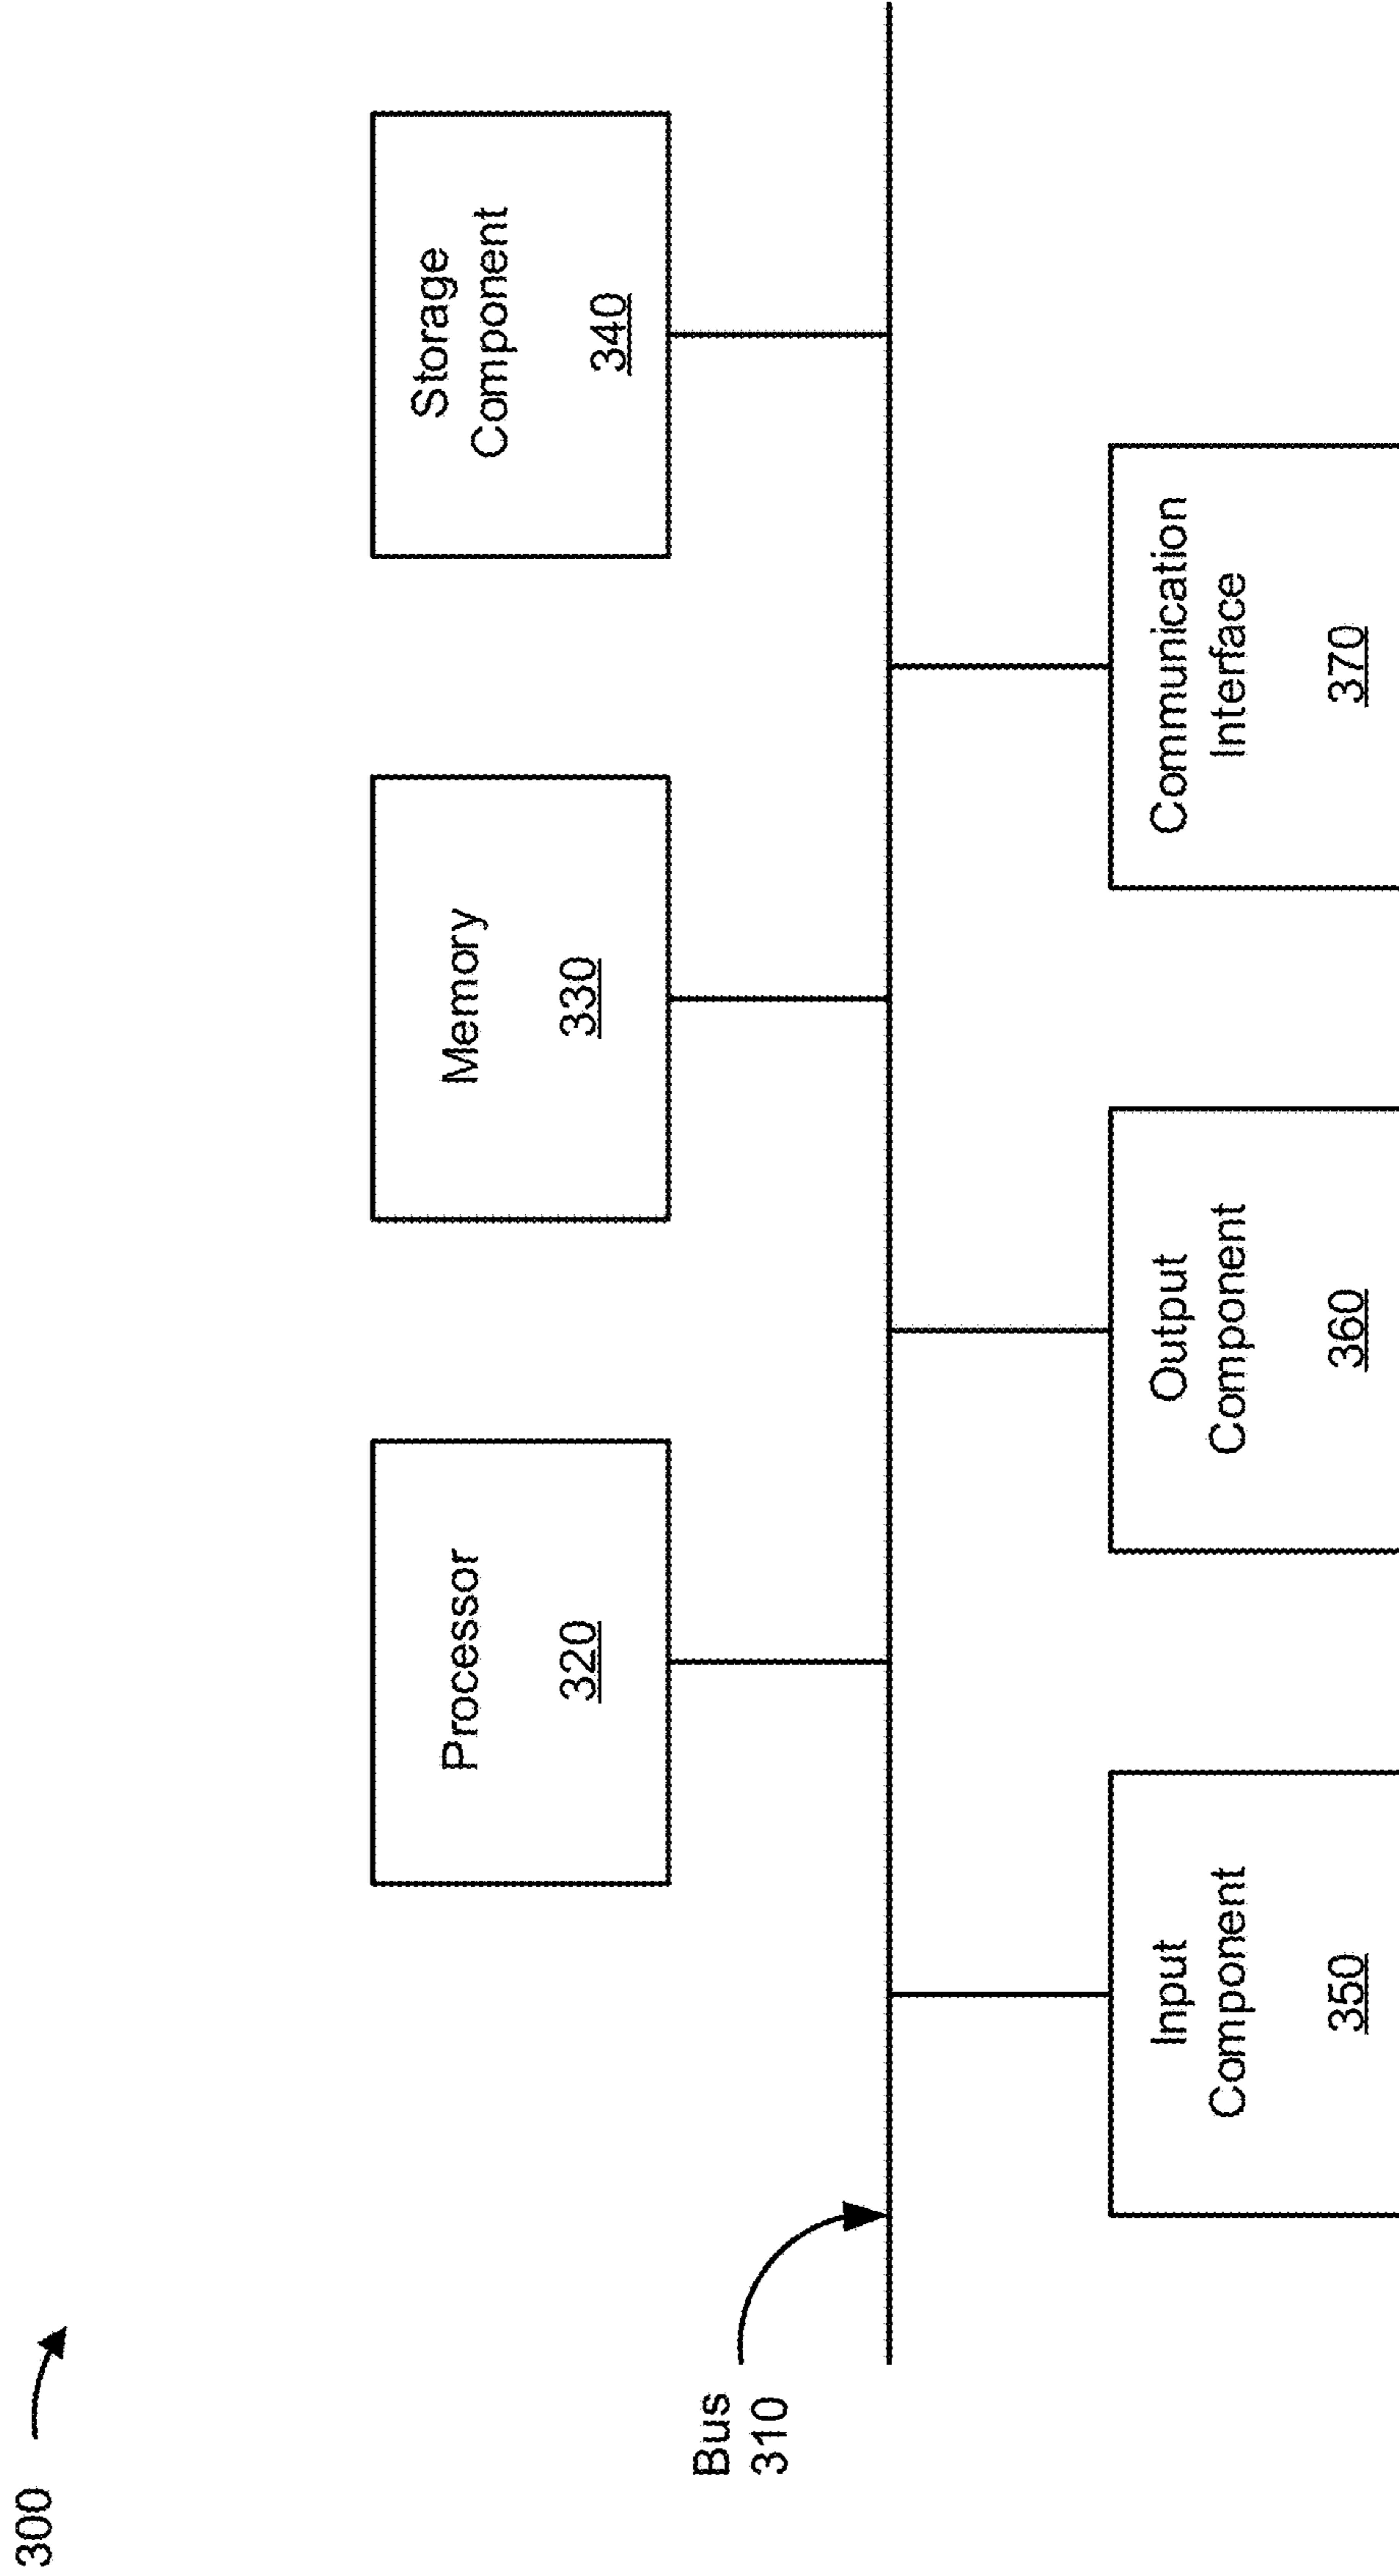 300
Processor
320
Memory
330
Storage
Component
340
Bus
310
Input
Component
350
Output
Component
360
Communication
Interface
370